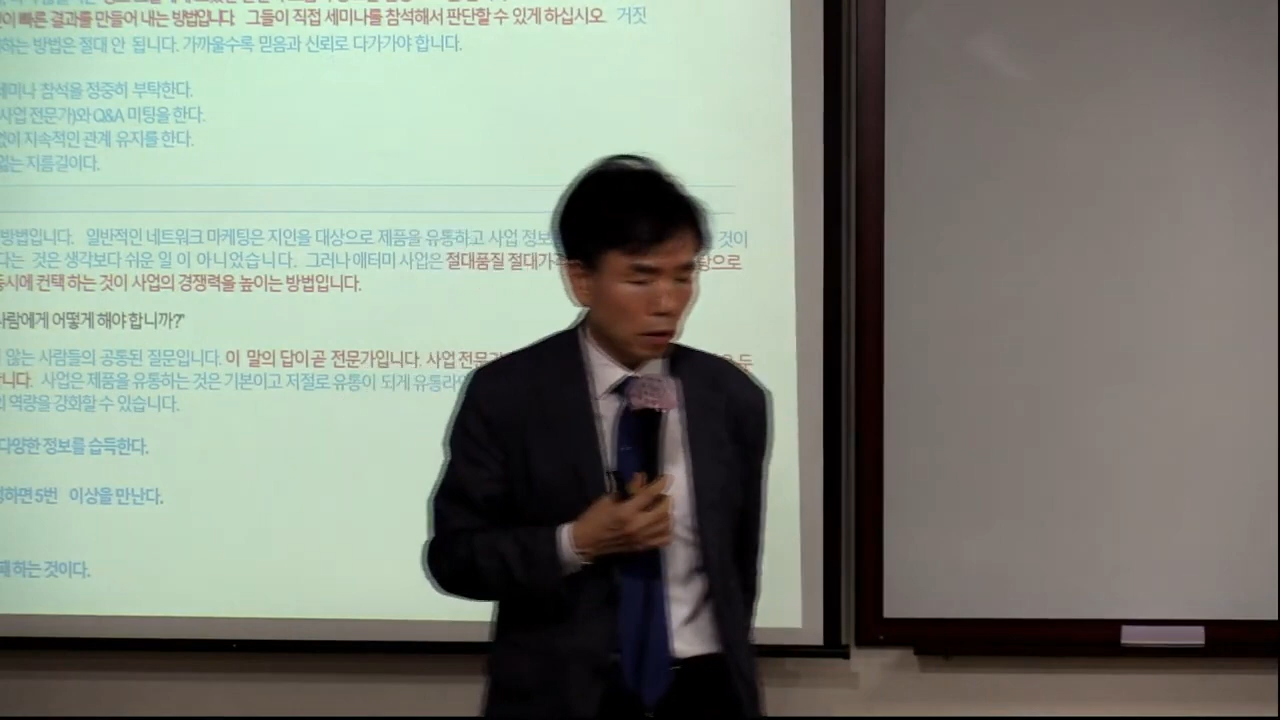 빠른 결과를 만들어 내는 방법입니다. 그들이 직접 세미나를 참석해서 판단할 수 있게 하십시오. 거짓
하는 방법은 절대 안 됩니다. 가까울수록 믿음과 신뢰로 다가가야 합니다.
세미나 참석을 정중히 부탁한다.
사업 전문가)와 Q&A 미팅을 한다.
없이 지속적인 관계 유지를 한다.
없는 지름길이다.
방법입니다. 일반적인 네트워크 마케팅은 지인을 대상으로 제품을 유통하고 사업 정보 것이
다는 것은 생각보다 쉬운 일 이 아니었습니다. 그러나 애터미 사업은 절대품질 절대가 으로
동시에 컨택 하는 것이 사업의 경쟁력을 높이는 방법입니다.
사람에게 어떻게 해야 합니까?"
않는 사람들의 공통된 질문입니다. 이 말의 답이 곧 전문가입니다. 사업 전문 두
니다. 사업은 제품을 유통하는 것은 기본이고 저절로 유통이 되게 유통라
역량을 강화할 수 있습니다.
다양한 정보를 습득한다.
하면 5번 이상을 만난다.
하는 것이다.